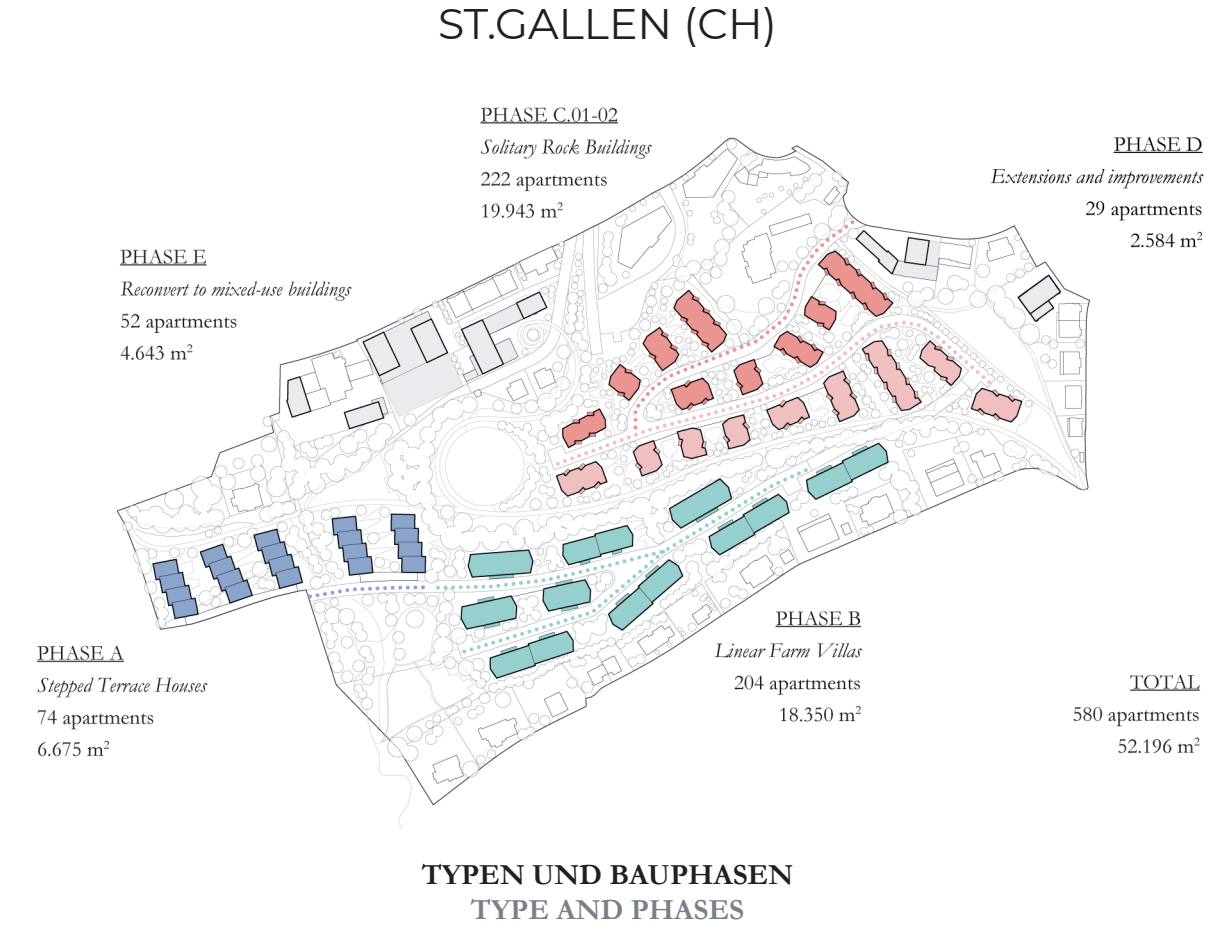 ST.GALLEN (CH)
PHASE C.01-02
Solitary Rock Buildings
222 apartments
19.943 m²
PHASE D
Extensions and improvements
29 apartments
2.584 m²
PHASE E
Reconvert to mixed-use buildings
52 apartments
4.643 m²
PHASE A
Stepped Terrace Houses
74 apartments
6.675 m²
PHASE B
Linear Farm Villas
204 apartments
18.350 m²
TOTAL
580 apartments
52.196 m²
TYPEN UND BAUPHASEN
TYPE AND PHASES